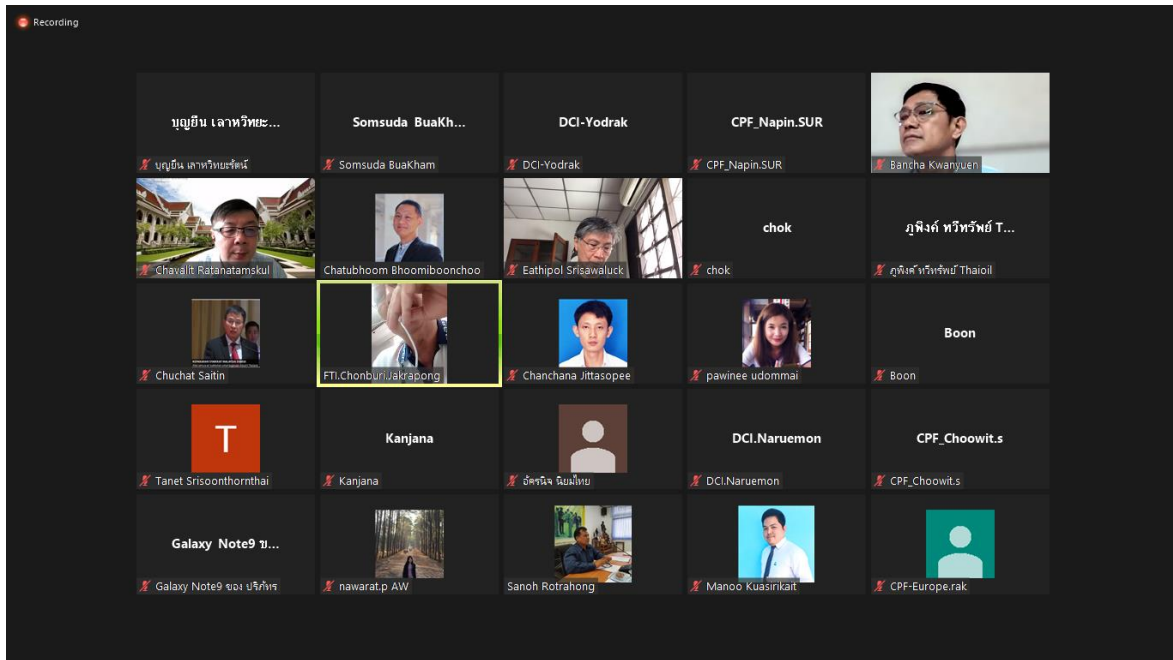 Recording
บุญยืน เลาหวิทยะ...
บุญยืน เลาหวิทยะรัตน์
Somsuda BuaKh...
Somsuda BuaKham
DCI-Yodrak
DCI-Yodrak
CPF_Napin.SUR
CPF_Napin.SUR
Bancha Kwanyuen
Chavalit Ratanatamskul
Chatubhoom Bhoomiboonchoo
Eathipol Srisawaluck
chok
chok
ภูพิงค์ ทวีทรัพย์ T...
ภูพิงค์ ทวีทรัพย์ Thaioil
Chuchat Saitin
FTI.Chonburi.Jakrapong
Chanchana Jittasopee
pawinee udommai
Boon
Boon
T
Tanet Srisoonthornthai
Kanjana
Kanjana
อัครนิจ นิยมไทย
DCI.Naruemon
DCI.Naruemon
CPF_Choowit.s
CPF_Choowit.s
Galaxy Note9 ข...
Galaxy Note9 ของ ปริภัทร
nawarat.p AW
Sanoh Rotrahong
Manoo Kuasirikait
CPF-Europe.rak